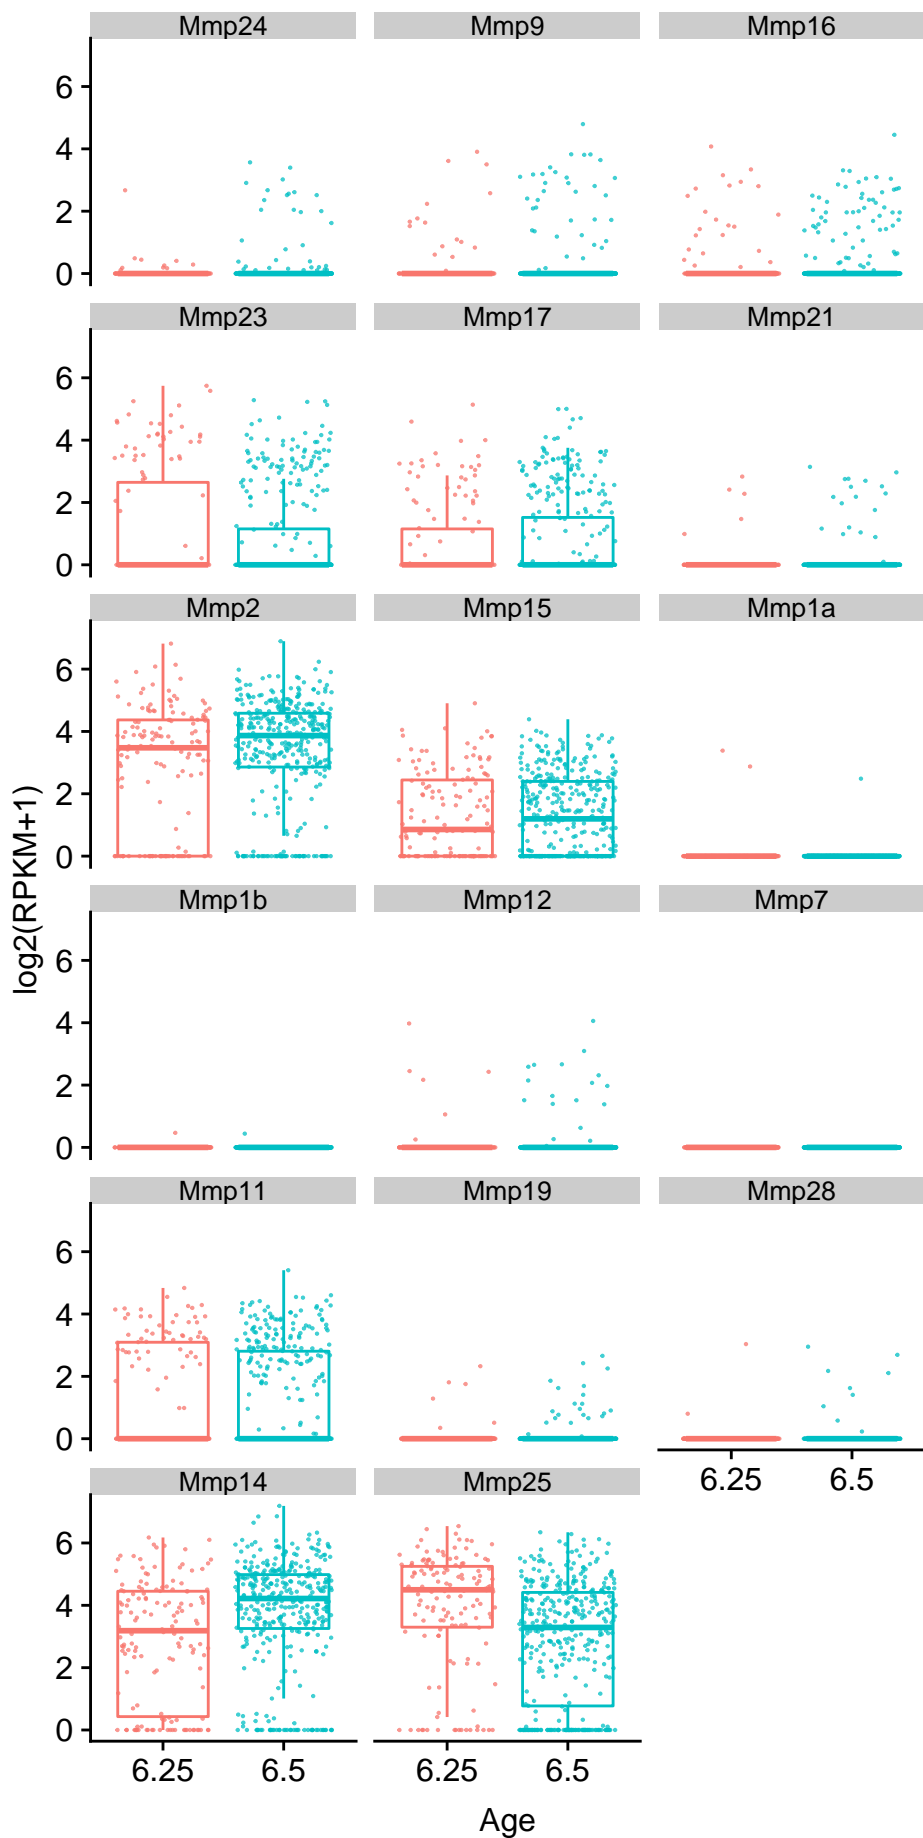 Mmp24 Mmp9 Mmp16
6
4
2
0
Mmp23 Mmp17 Mmp21
6
4
2
0
Mmp2 Mmp15 Mmp1a
6
4
2
0
log2(RPKM+1)
Mmp1b Mmp12 Mmp7
6
4
2
0
Mmp11 Mmp19 Mmp28
6
4
2
0
6.25 6.5
Mmp14 Mmp25
6
4
2
0
6.25 6.5 6.25 6.5
Age